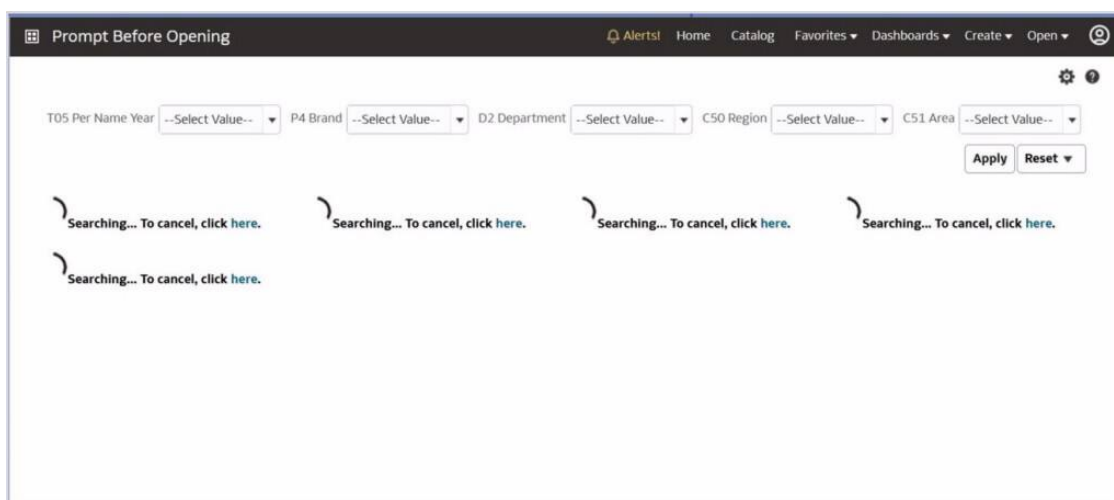 Prompt Before Opening Alerts! Home Catalog Favorites Dashboards Create Open
T05 Per Name Year --Select Value-- P4 Brand --Select Value-- D2 Department --Select Value-- C50 Region --Select Value-- C51 Area --Select Value--
Apply Reset
Searching... To cancel, click here. Searching... To cancel, click here. Searching... To cancel, click here. Searching... To cancel, click here.
Searching... To cancel, click here.